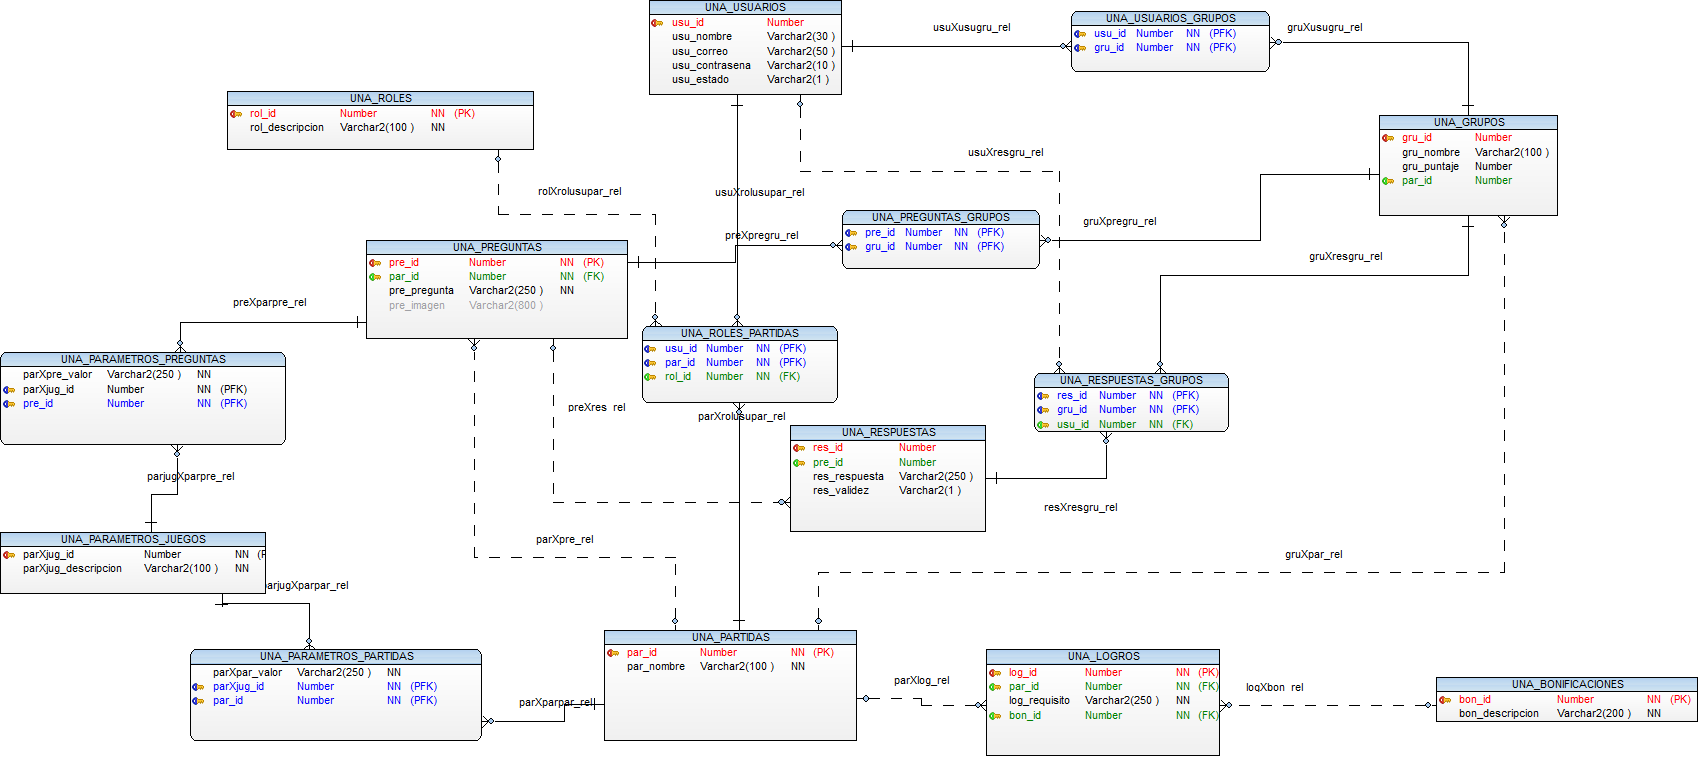 UNA_USUARIOS
usu_id Number
usu_nombre Varchar2(30 )
usu_correo Varchar2(50 )
usu_contrasena Varchar2(10 )
usu_estado Varchar2(1 )
usuXusugru_rel
UNA_USUARIOS_GRUPOS
usu_id Number NN (PFK)
gru_id Number NN (PFK)
gruXusugru_rel
UNA_ROLES
rol_id Number NN (PK)
rol_descripcion Varchar2(100 ) NN
UNA_GRUPOS
gru_id Number
gru_nombre Varchar2(100 )
gru_puntaje Number
par_id Number
usuXresgru_rel
rolXrolusupar_rel
usuXrolusupar_rel
UNA_PREGUNTAS_GRUPOS
pre_id Number NN (PFK)
gru_id Number NN (PFK)
gruXpregru_rel
preXpregru_rel
UNA_PREGUNTAS
pre_id Number NN (PK)
par_id Number NN (FK)
pre_pregunta Varchar2(250 ) NN
pre_imagen Varchar2(800 )
gruXresgru_rel
preXparpre_rel
UNA_ROLES_PARTIDAS
usu_id Number NN (PFK)
par_id Number NN (PFK)
rol_id Number NN (FK)
UNA_PARAMETROS_PREGUNTAS
parXpre_valor Varchar2(250 ) NN
parXjug_id Number NN (PFK)
pre_id Number NN (PFK)
UNA_RESPUESTAS_GRUPOS
res_id Number NN (PFK)
gru_id Number NN (PFK)
usu_id Number NN (FK)
preXres_rel
parXrolusupar_rel
UNA_RESPUESTAS
res_id Number
pre_id Number
res_respuesta Varchar2(250 )
res_validez Varchar2(1 )
parjugXparpre_rel
resXresgru_rel
UNA_PARAMETROS_JUEGOS
parXjug_id Number NN (P
parXjug_descripcion Varchar2(100 ) NN
parXpre_rel
gruXpar_rel
arjugXparpar_rel
UNA_PARAMETROS_PARTIDAS
parXpar_valor Varchar2(250 ) NN
parXjug_id Number NN (PFK)
par_id Number NN (PFK)
parXparpar_rel
UNA_PARTIDAS
par_id Number NN (PK)
par_nombre Varchar2(100 ) NN
parXlog_rel
UNA_LOGROS
log_id Number NN (PK)
par_id Number NN (FK)
log_requisito Varchar2(250 ) NN
bon_id Number NN (FK)
logXbon_rel
UNA_BONIFICACIONES
bon_id Number NN (PK)
bon_descripcion Varchar2(200 ) NN